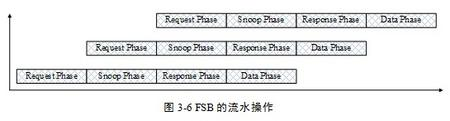 Request Phase Snoop Phase Response Phase Data Phase
Request Phase Snoop Phase Response Phase Data Phase
Request Phase Snoop Phase Response Phase Data Phase
图 3-6 FSB 的流水操作